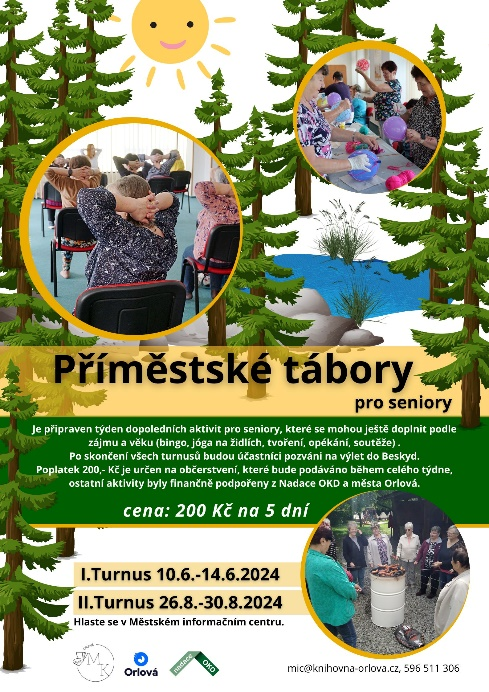 Příměstské tábory
pro seniory
Je připraven týden dopoledních aktivit pro seniory, které se mohou ještě doplnit podle
zájmu a věku (bingo, jóga na židlích, tvoření, opékání, soutěže) .
Po skončení všech turnusů budou účastníci pozváni na výlet do Beskyd.
Poplatek 200,- Kč je určen na občerstvení, které bude podáváno během celého týdne,
ostatní aktivity byly finančně podpořeny z Nadace OKD a města Orlová.
cena: 200 Kč na 5 dní
I.Turnus 10.6.-14.6.2024
II.Turnus 26.8.-30.8.2024
Hlaste se v Městském informačním centru.
MK
Orlová
nadace OKD
mic@knihovna-orlova.cz, 596 511 306